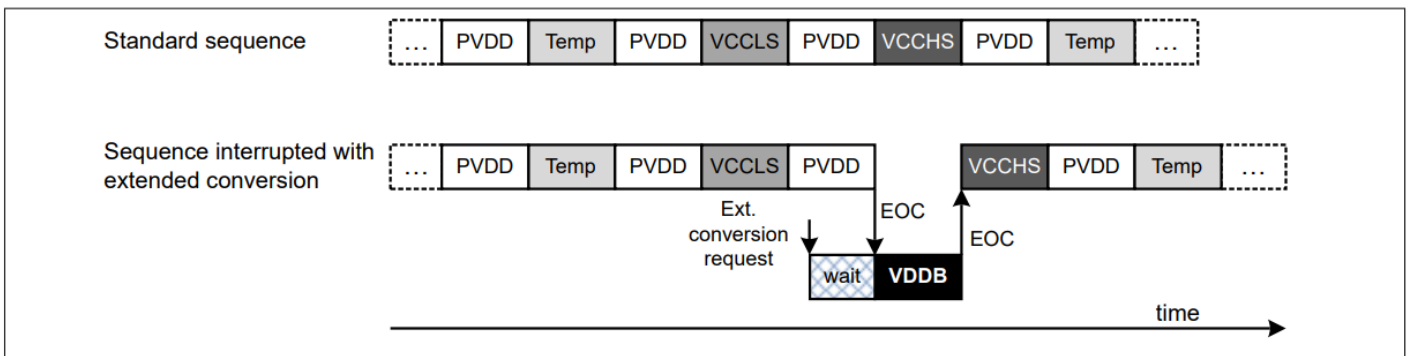 Standard sequence
... PVDD Temp PVDD VCCLS PVDD VCCHS PVDD Temp ...
Sequence interrupted with
extended conversion
... PVDD Temp PVDD VCCLS PVDD VCCHS PVDD Temp ...
Ext.
conversion
request
EOC
EOC
wait VDDB
time